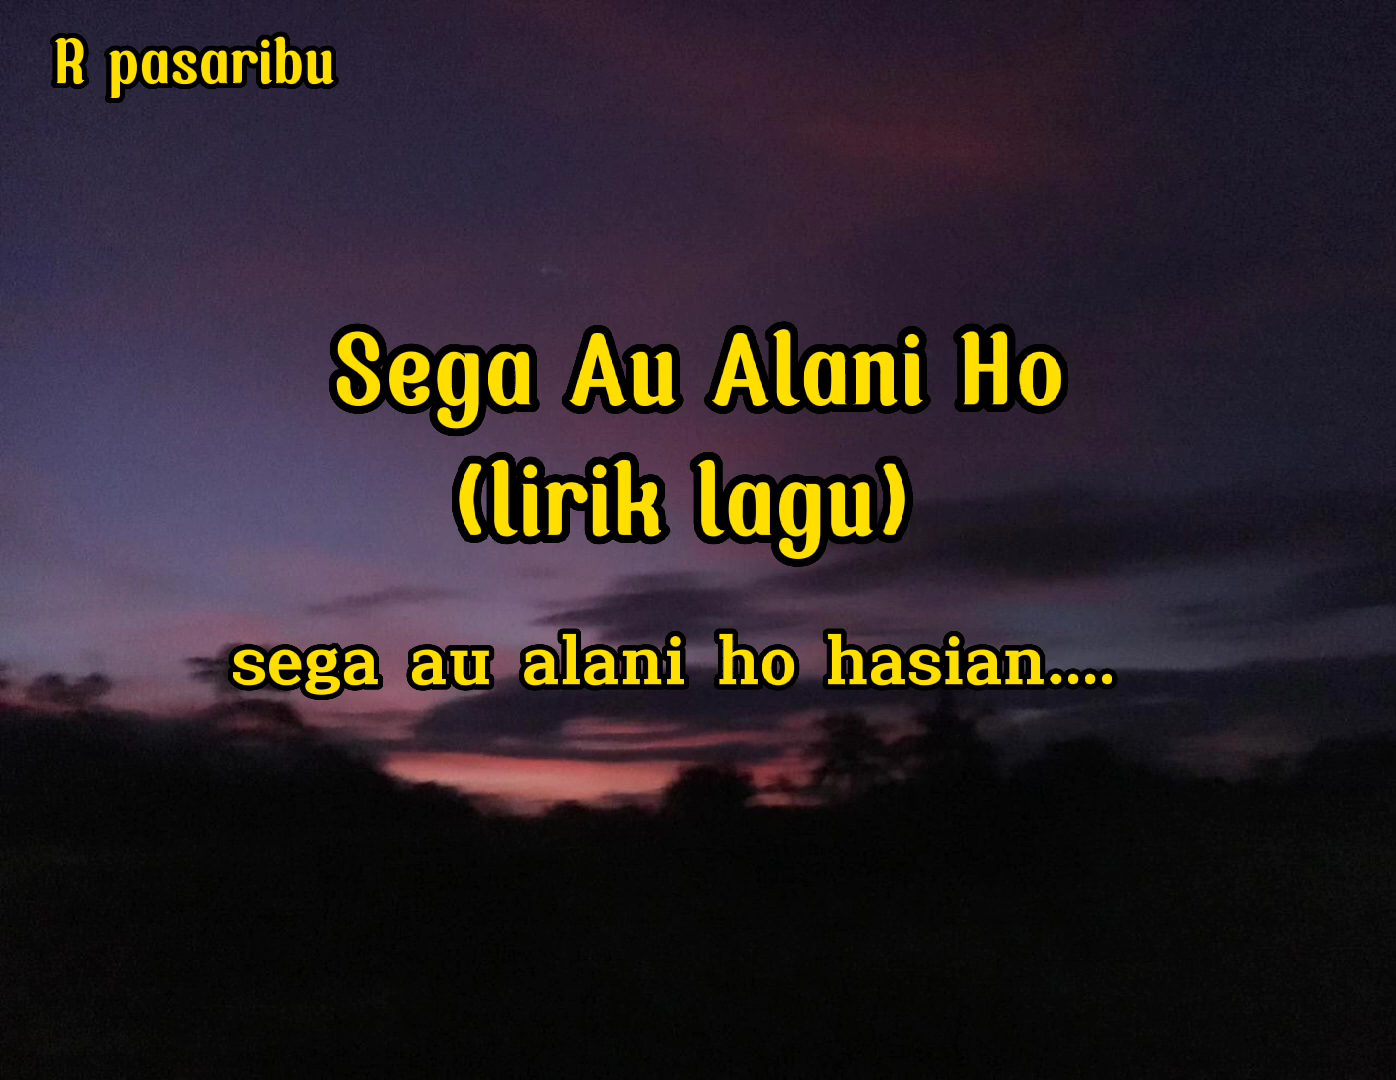 R pasaribu
Sega Au Alani Ho
(lirik lagu)
sega au alani ho hasian....